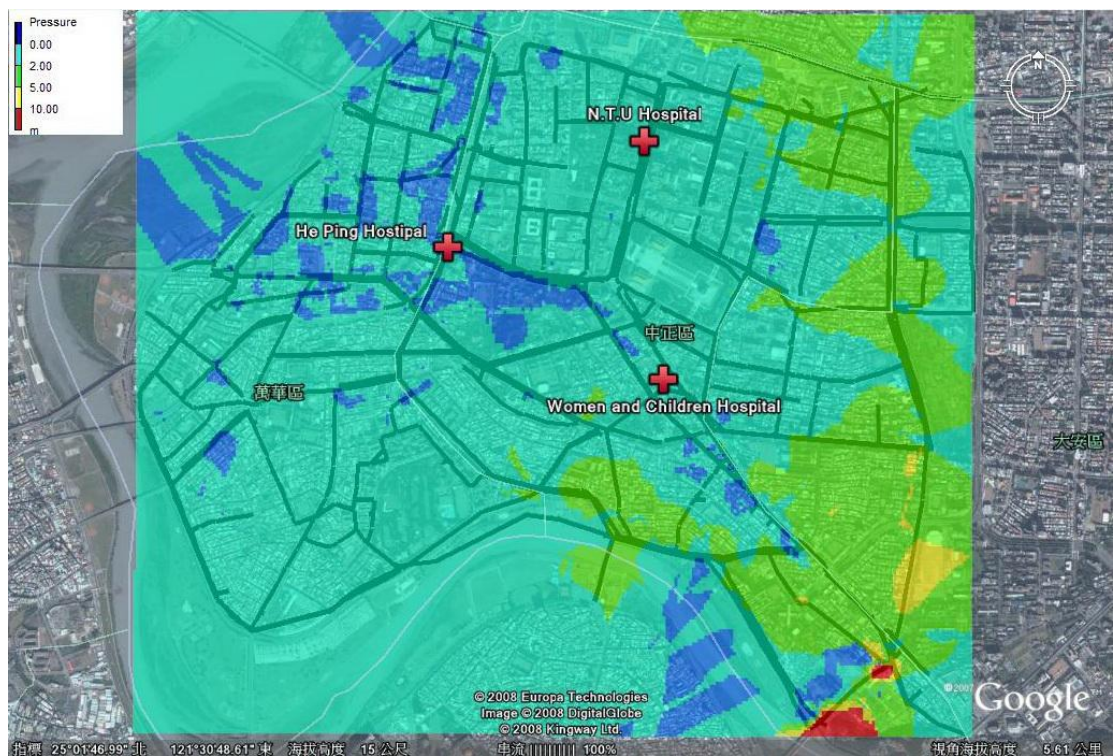 Pressure
0.00
2.00
5.00
10.00
m
N
N.T.U Hospital
He Ping Hostipal
中正區
萬華區
Women and Children Hospital
大安區
© 2008 Europa Technologies
Image © 2008 DigitalGlobe
© 2008 Kingway Ltd.
©2007 Google
指標 25°01'46.99" 北 121°30'48.61" 東 海拔高度 15 公尺 串流 100% 視角海拔高度 5.61 公里